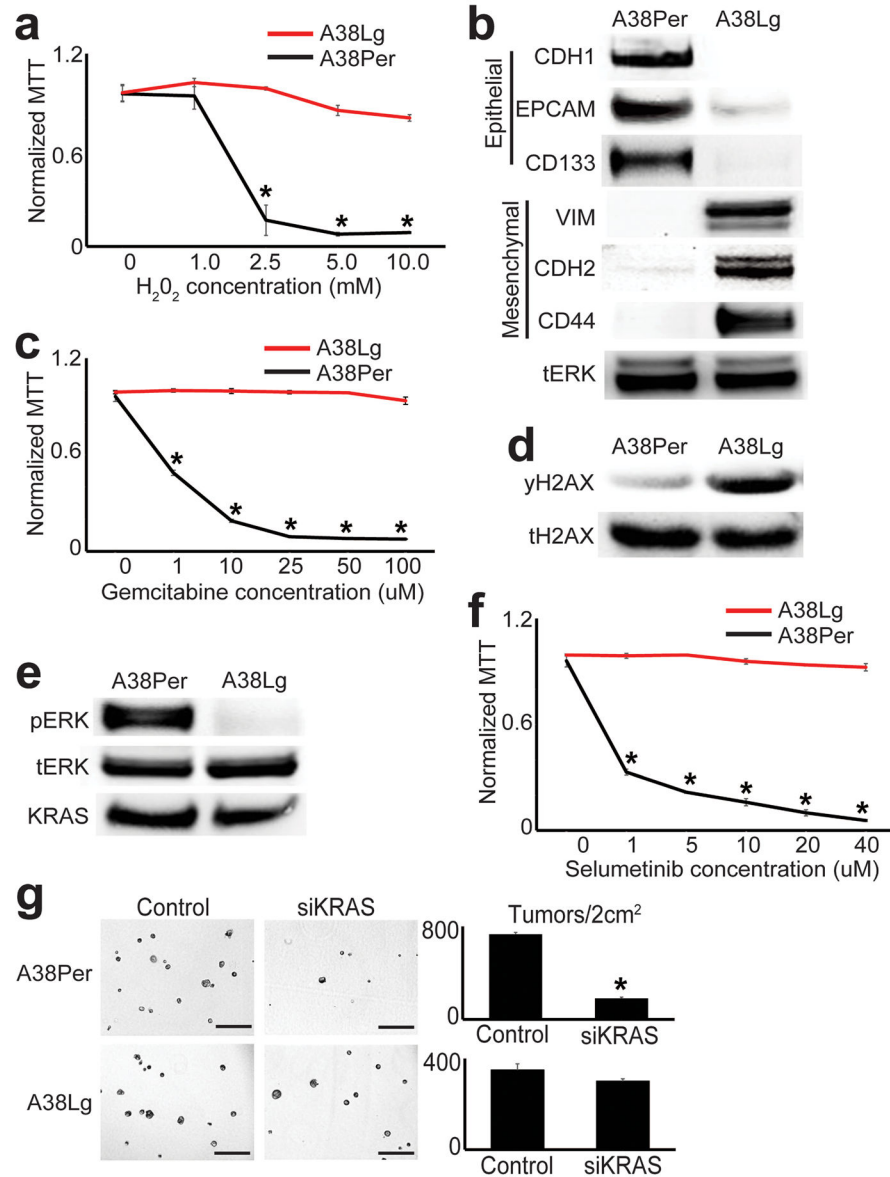 a
A38Lg
A38Per
Normalized MTT
1.2
0.6
0
*
*
*
0 1.0 2.5 5.0 10.0
H₂0₂ concentration (mM)
b
A38Per A38Lg
Epithelial
CDH1
EPCAM
CD133
Mesenchymal
VIM
CDH2
CD44
tERK
c
A38Lg
A38Per
Normalized MTT
1.2
0.6
0
*
*
*
*
*
0 1 10 25 50 100
Gemcitabine concentration (uM)
d
A38Per A38Lg
yH2AX
tH2AX
e
A38Per A38Lg
pERK
tERK
KRAS
f
A38Lg
A38Per
Normalized MTT
1.2
0.6
0
*
*
*
*
*
0 1 5 10 20 40
Selumetinib concentration (uM)
g
Control siKRAS
A38Per
A38Lg
Tumors/2cm²
800
0
*
Control siKRAS
400
0
Control siKRAS